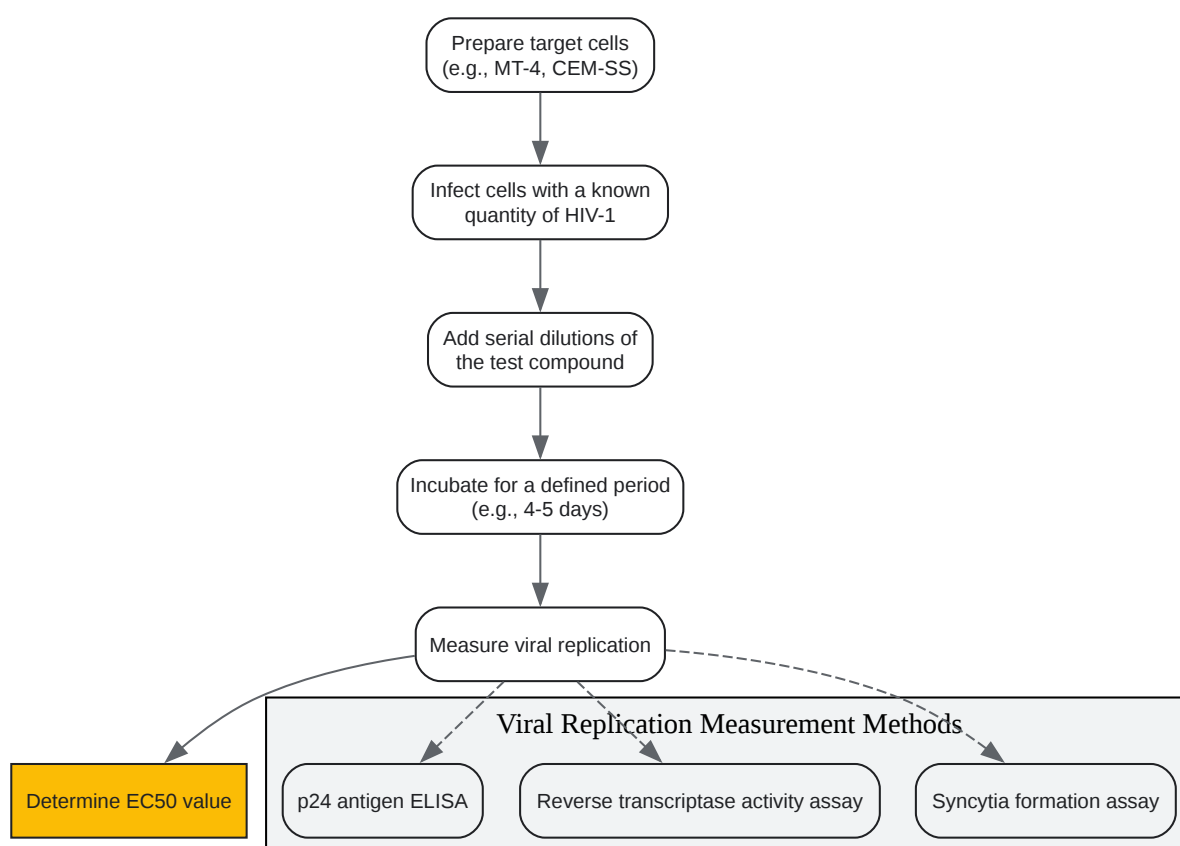 Prepare target cells
(e.g., MT-4, CEM-SS)
Infect cells with a known
quantity of HIV-1
Add serial dilutions of
the test compound
Incubate for a defined period
(e.g., 4-5 days)
Measure viral replication
Viral Replication Measurement Methods
Determine EC50 value
p24 antigen ELISA
Reverse transcriptase activity assay
Syncytia formation assay